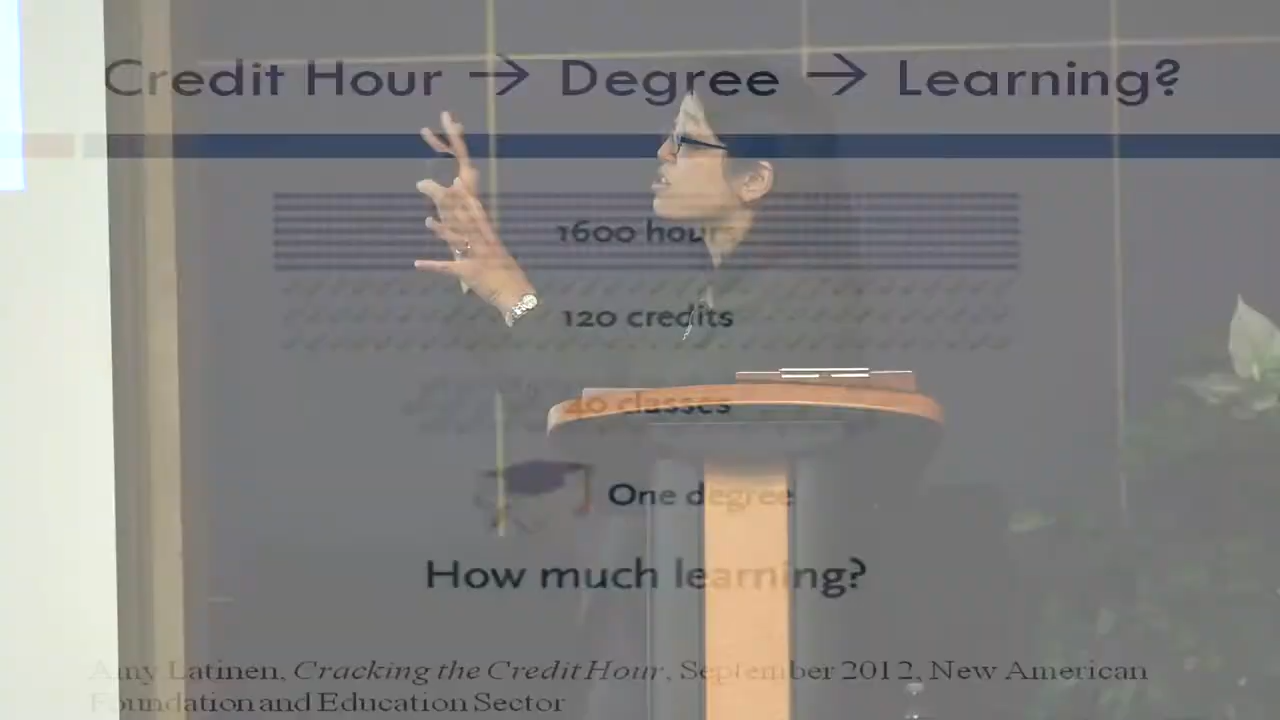 Credit Hour → Degree → Learning?
1600 hours
120 credits
40 classes
One degree
How much learning?
Amy Latinen, Cracking the Credit Hour, September 2012, New American
Foundation and Education Sector